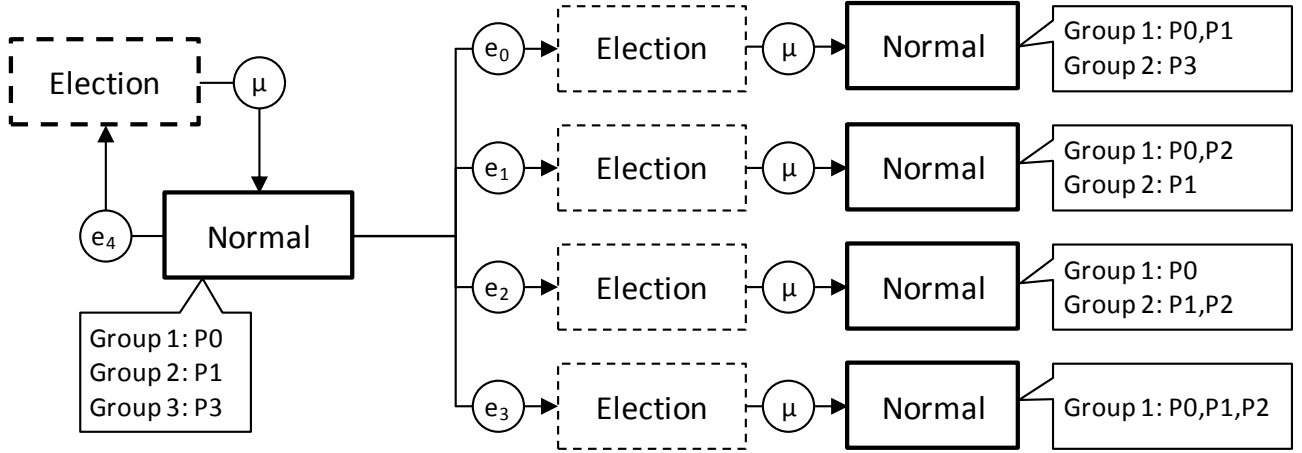 Election
μ
e4
Normal
Group 1: P0
Group 2: P1
Group 3: P3
e0
Election
μ
Normal
Group 1: P0,P1
Group 2: P3
e1
Election
μ
Normal
Group 1: P0,P2
Group 2: P1
e2
Election
μ
Normal
Group 1: P0
Group 2: P1,P2
e3
Election
μ
Normal
Group 1: P0,P1,P2